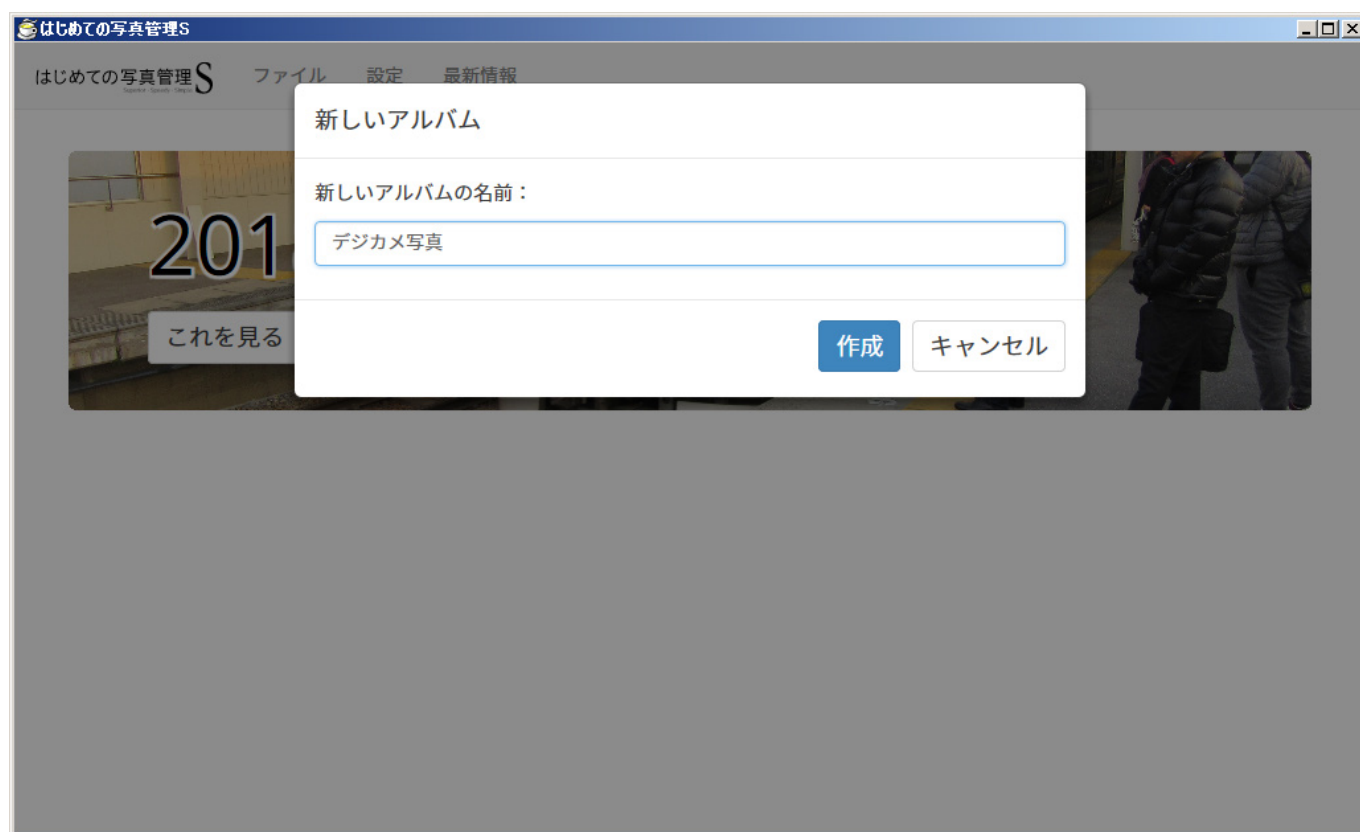 はじめての写真管理S
はじめての写真管理S
ファイル 設定 最新情報
新しいアルバム
新しいアルバムの名前：
デジカメ写真
201
これを見る
作成 キャンセル